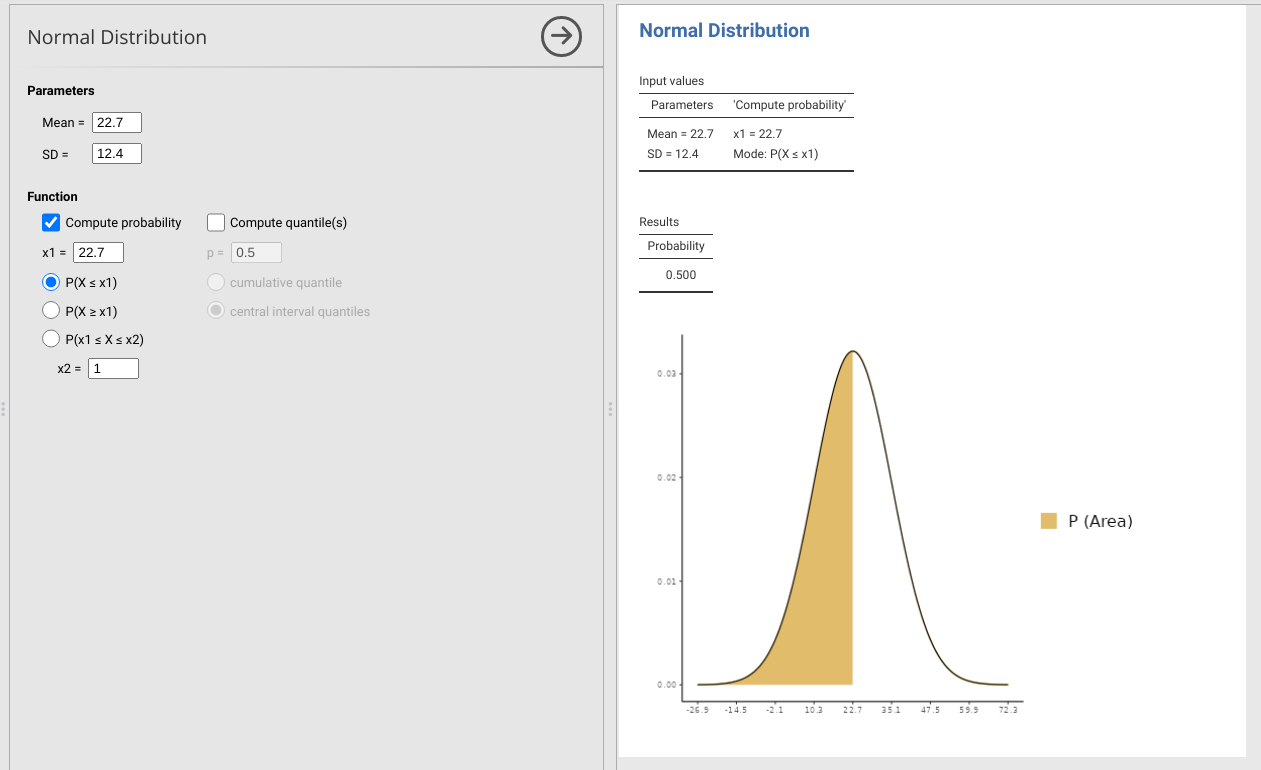 Normal Distribution
Parameters
Mean = 22.7
SD = 12.4
Function
Compute probability Compute quantile(s)
x1 = 22.7 p = 0.5
P(X ≤ x1) cumulative quantile
P(X ≥ x1) central interval quantiles
P(x1 ≤ X ≤ x2)
x2 = 1
Normal Distribution
Input values
Parameters 'Compute probability'
Mean = 22.7 x1 = 22.7
SD = 12.4 Mode: P(X ≤ x1)
Results
Probability
0.500
0.03
0.02
0.01
0.00
-26.9 -14.5 -2.1 10.3 22.7 35.1 47.5 59.9 72.3
P (Area)